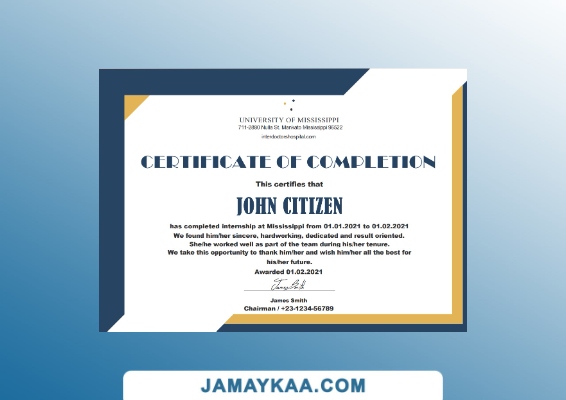 UNIVERSITY OF MISSISSIPPI
711-2880 Nulla St, Mankato Mississippi 96522
interdoctorshospital.com
CERTIFICATE OF COMPLETION
This certifies that
JOHN CITIZEN
has completed internship at Mississippi from 01.01.2021 to 01.02.2021
We found him/her sincere, hardworking, dedicated and result oriented.
She/he worked well as part of the team during his/her tenure.
We take this opportunity to thank him/her and wish him/her all the best for
his/her future.
Awarded 01.02.2021
James Smith
James Smith
Chairman / +23-1234-56789
JAMAYKAA.COM